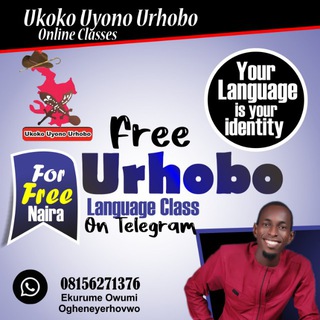 Ukoko Uyono Urhobo
Online Classes
Ukoko Uyono Urhobo
Your
Language
is your
identity
Free
Urhobo
Language Class
On Telegram
For
Free
Naira
08156271376
Ekurume Owumi
Ogheneyerhovwo